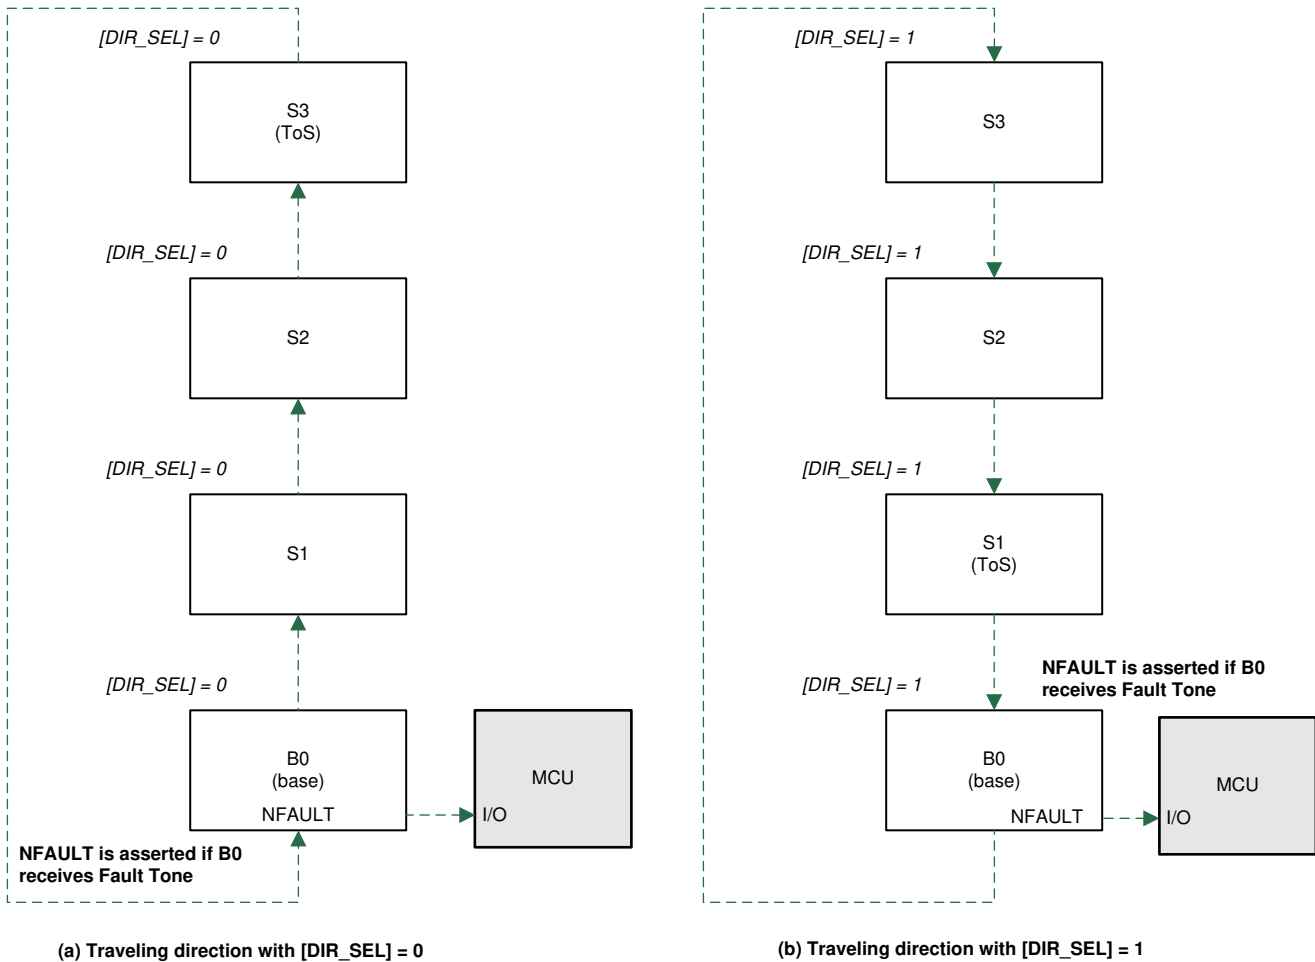 [DIR_SEL] = 0
S3
(ToS)
[DIR_SEL] = 0
S2
[DIR_SEL] = 0
S1
[DIR_SEL] = 0
B0
(base)
NFAULT
MCU
I/O
NFAULT is asserted if B0
receives Fault Tone
(a) Traveling direction with [DIR_SEL] = 0
[DIR_SEL] = 1
S3
[DIR_SEL] = 1
S2
[DIR_SEL] = 1
S1
(ToS)
NFAULT is asserted if B0
receives Fault Tone
[DIR_SEL] = 1
B0
(base)
NFAULT
MCU
I/O
(b) Traveling direction with [DIR_SEL] = 1